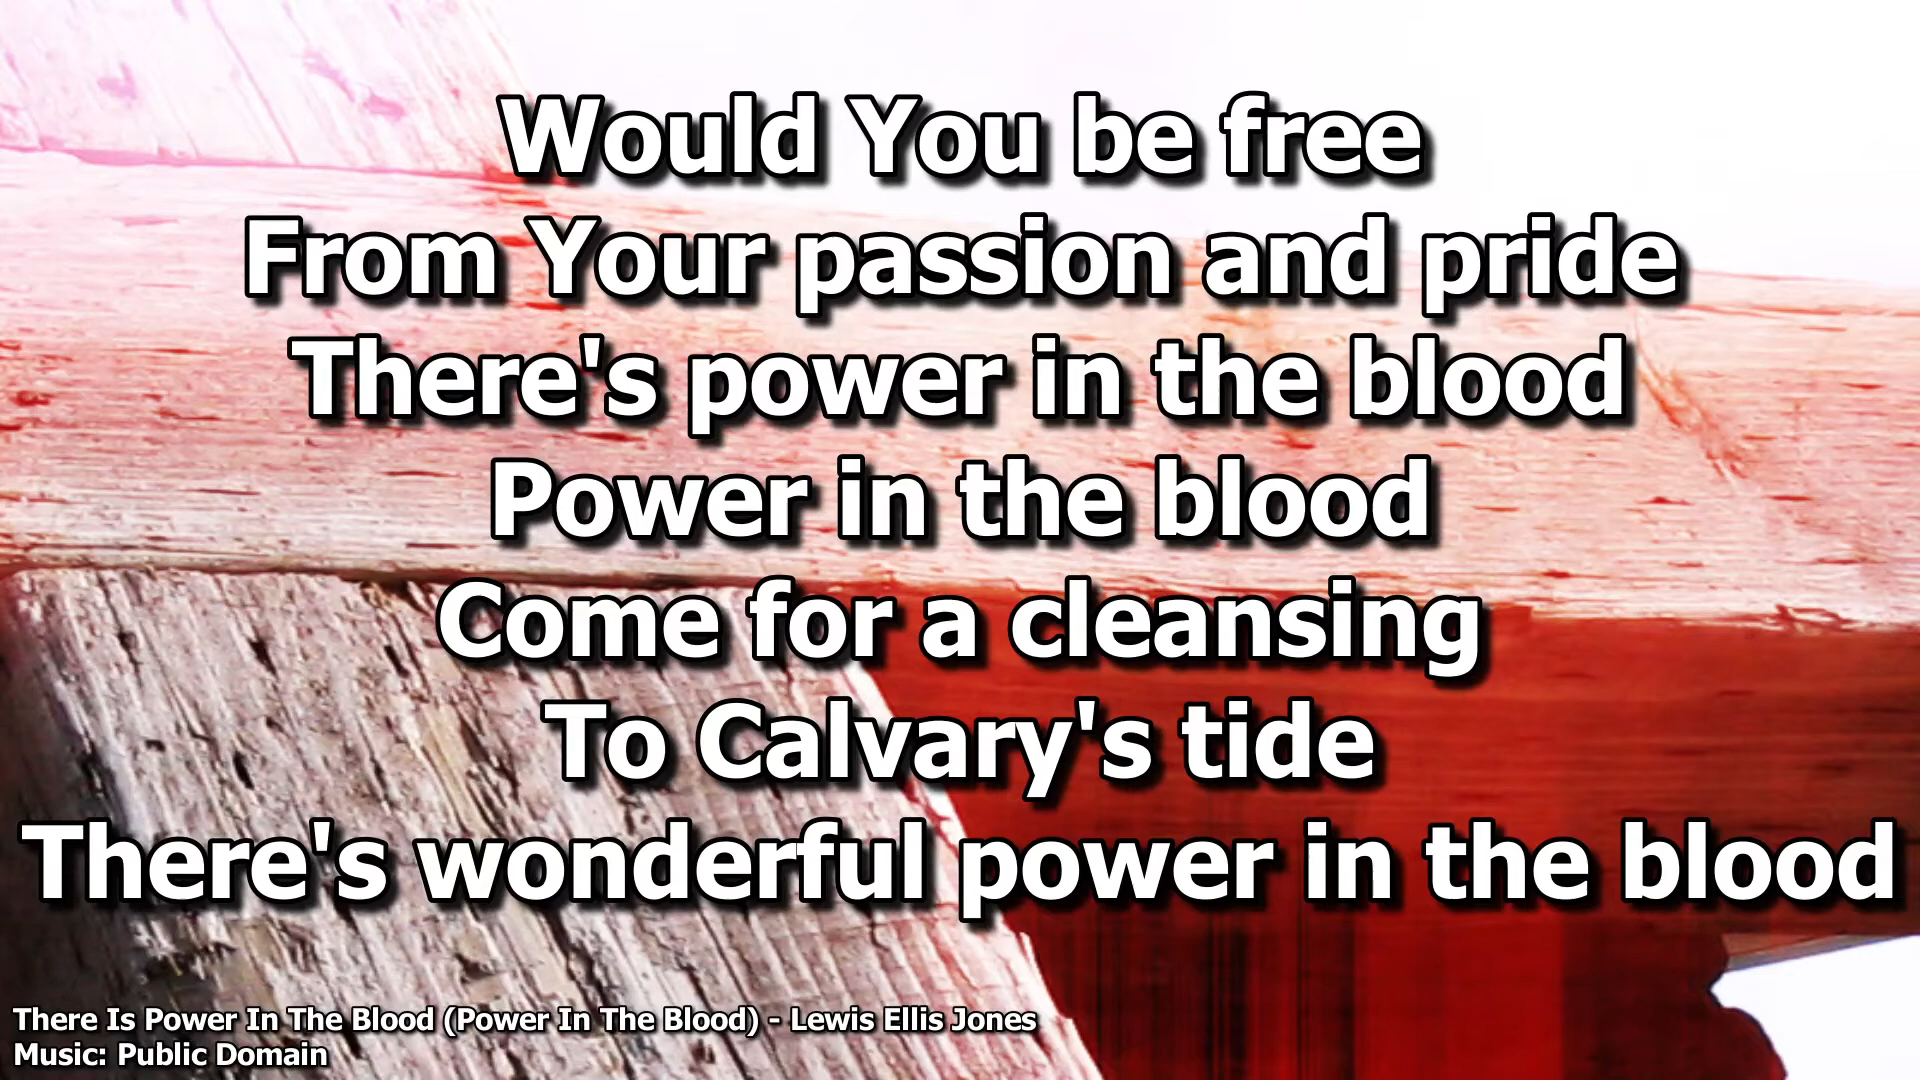 Would You be free
From Your passion and pride
There's power in the blood
Power in the blood
Come for a cleansing
To Calvary's tide
There's wonderful power in the blood
There Is Power In The Blood (Power In The Blood) - Lewis Ellis Jones
Music: Public Domain